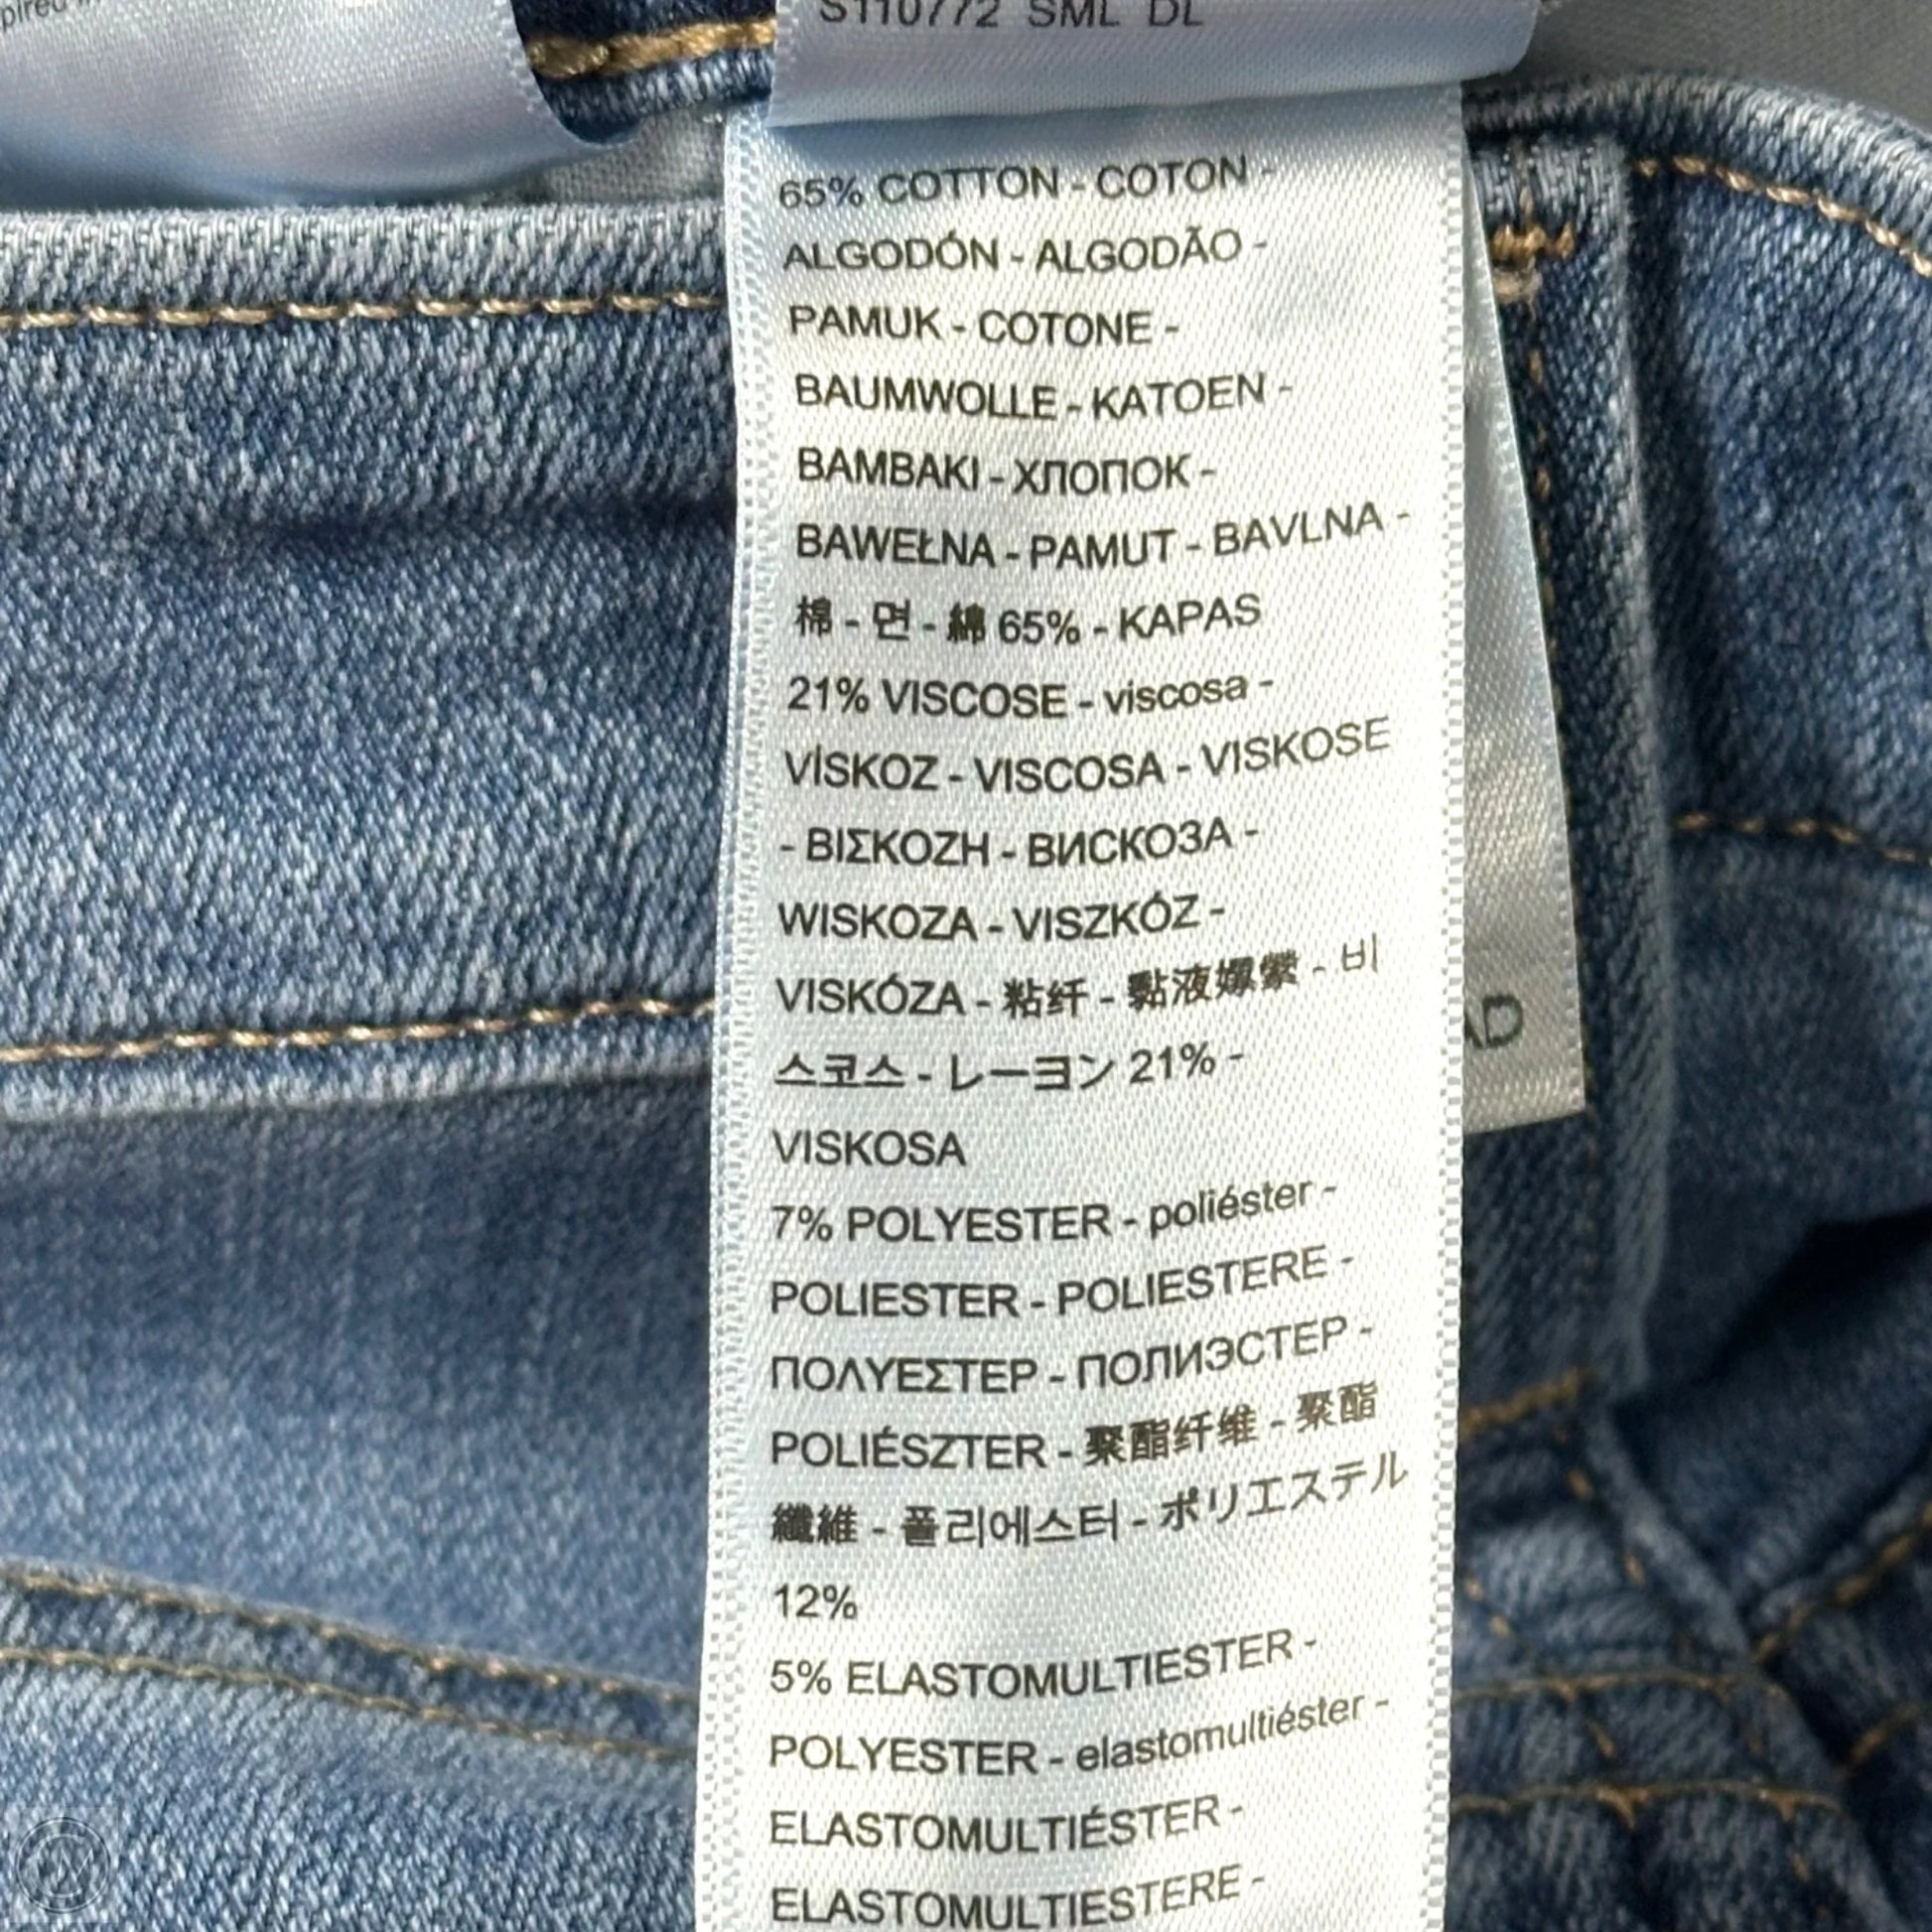 S110772 SML DL
65% COTTON - COTON -
ALGODÓN - ALGODÃO -
PAMUK - COTONE -
BAUMWOLLE - KATOEN -
BAMBAKI - ХЛОПОК -
BAWEŁNA - PAMUT - BAVLNA -
棉 - 면 - 綿 65% - KAPAS
21% VISCOSE - viscosa -
VİSKOZ - VISCOSA - VISKOSE
- ΒΙΣΚΟΖΗ - ВИСКОЗА -
WISKOZA - VISZKÓZ -
VISKÓZA - 粘纤 - 黏液嫘縈 - 비
스코스 - レーヨン 21% -
VISKOSA
7% POLYESTER - poliéster -
POLIESTER - POLIESTERE -
ΠΟΛΥΕΣΤΕΡ - ПОЛИЭСТЕР -
POLIÉSZTER - 聚酯纤维 - 聚酯
纖維 - 폴리에스터 - ポリエステル
12%
5% ELASTOMULTIESTER -
POLYESTER - elastomultiéster -
ELASTOMULTIÉSTER -
ELASTOMULTIESTERE -